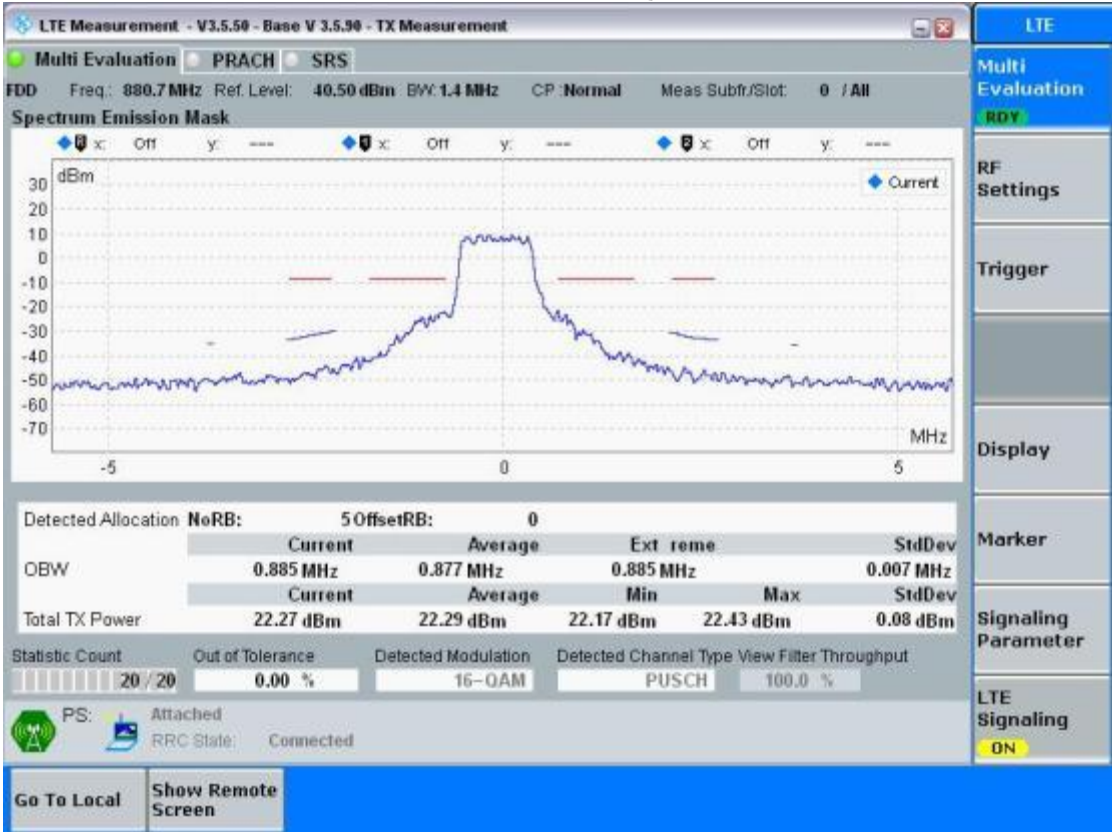 LTE Measurement - V3.5.50 - Base V 3.5.90 - TX Measurement
LTE
Multi Evaluation PRACH SRS
FDD Freq.: 880.7 MHz Ref. Level: 40.50 dBm BW: 1.4 MHz CP :Normal Meas Subfr./Slot: 0 / All
Spectrum Emission Mask
x: Off y: --- x: Off y: --- x: Off y: ---
dBm
Current
30
20
10
0
-10
-20
-30
-40
-50
-60
-70
MHz
-5 0 5
Detected Allocation NoRB: 5 OffsetRB: 0
Current Average Ext reme StdDev
OBW 0.885 MHz 0.877 MHz 0.885 MHz 0.007 MHz
Current Average Min Max StdDev
Total TX Power 22.27 dBm 22.29 dBm 22.17 dBm 22.43 dBm 0.08 dBm
Statistic Count Out of Tolerance Detected Modulation Detected Channel Type View Filter Throughput
20 / 20 0.00 % 16-QAM PUSCH 100.0 %
PS: Attached
RRC State: Connected
Multi
Evaluation
RDY
RF
Settings
Trigger
Display
Marker
Signaling
Parameter
LTE
Signaling
ON
Go To Local
Show Remote
Screen